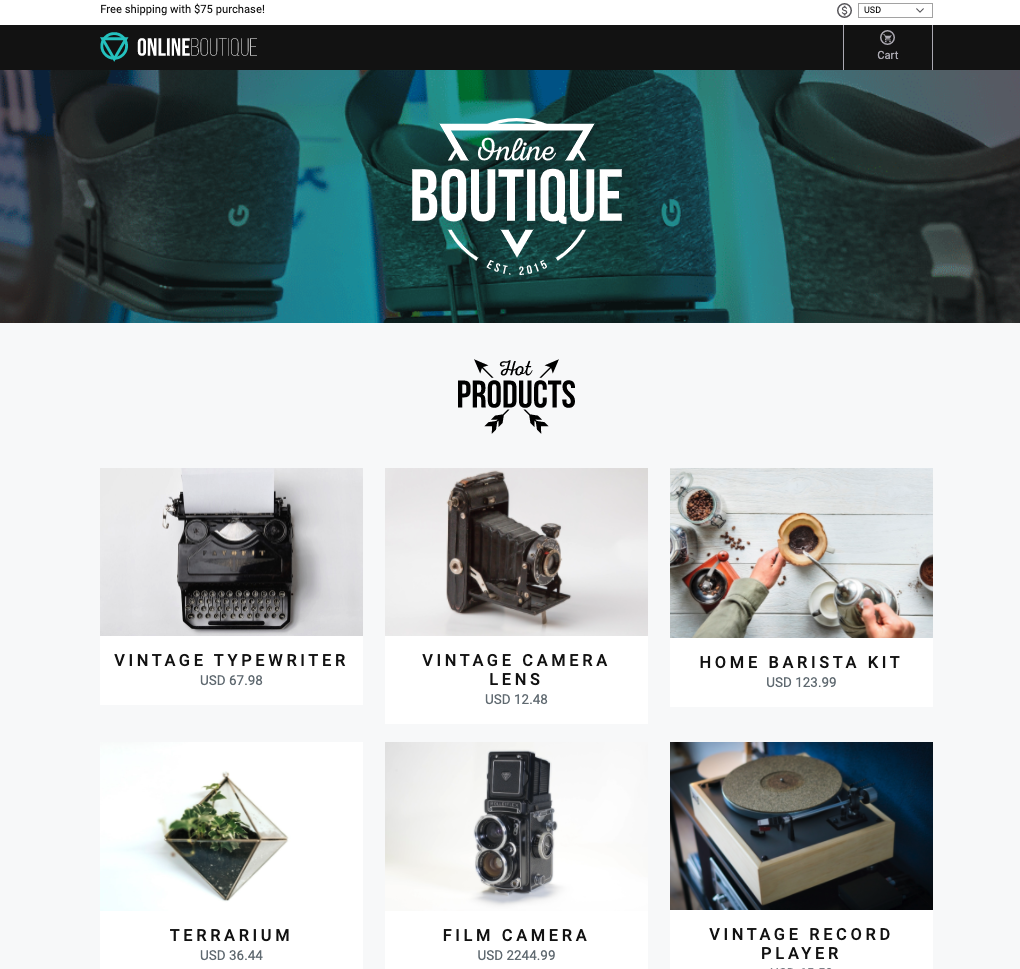 Free shipping with $75 purchase!
$ USD
ONLINEBOUTIQUE
Cart
Online
BOUTIQUE
EST. 2015
Hot
PRODUCTS
VINTAGE TYPEWRITER
USD 67.98
VINTAGE CAMERA
LENS
USD 12.48
HOME BARISTA KIT
USD 123.99
TERRARIUM
USD 36.44
FILM CAMERA
USD 2244.99
VINTAGE RECORD
PLAYER